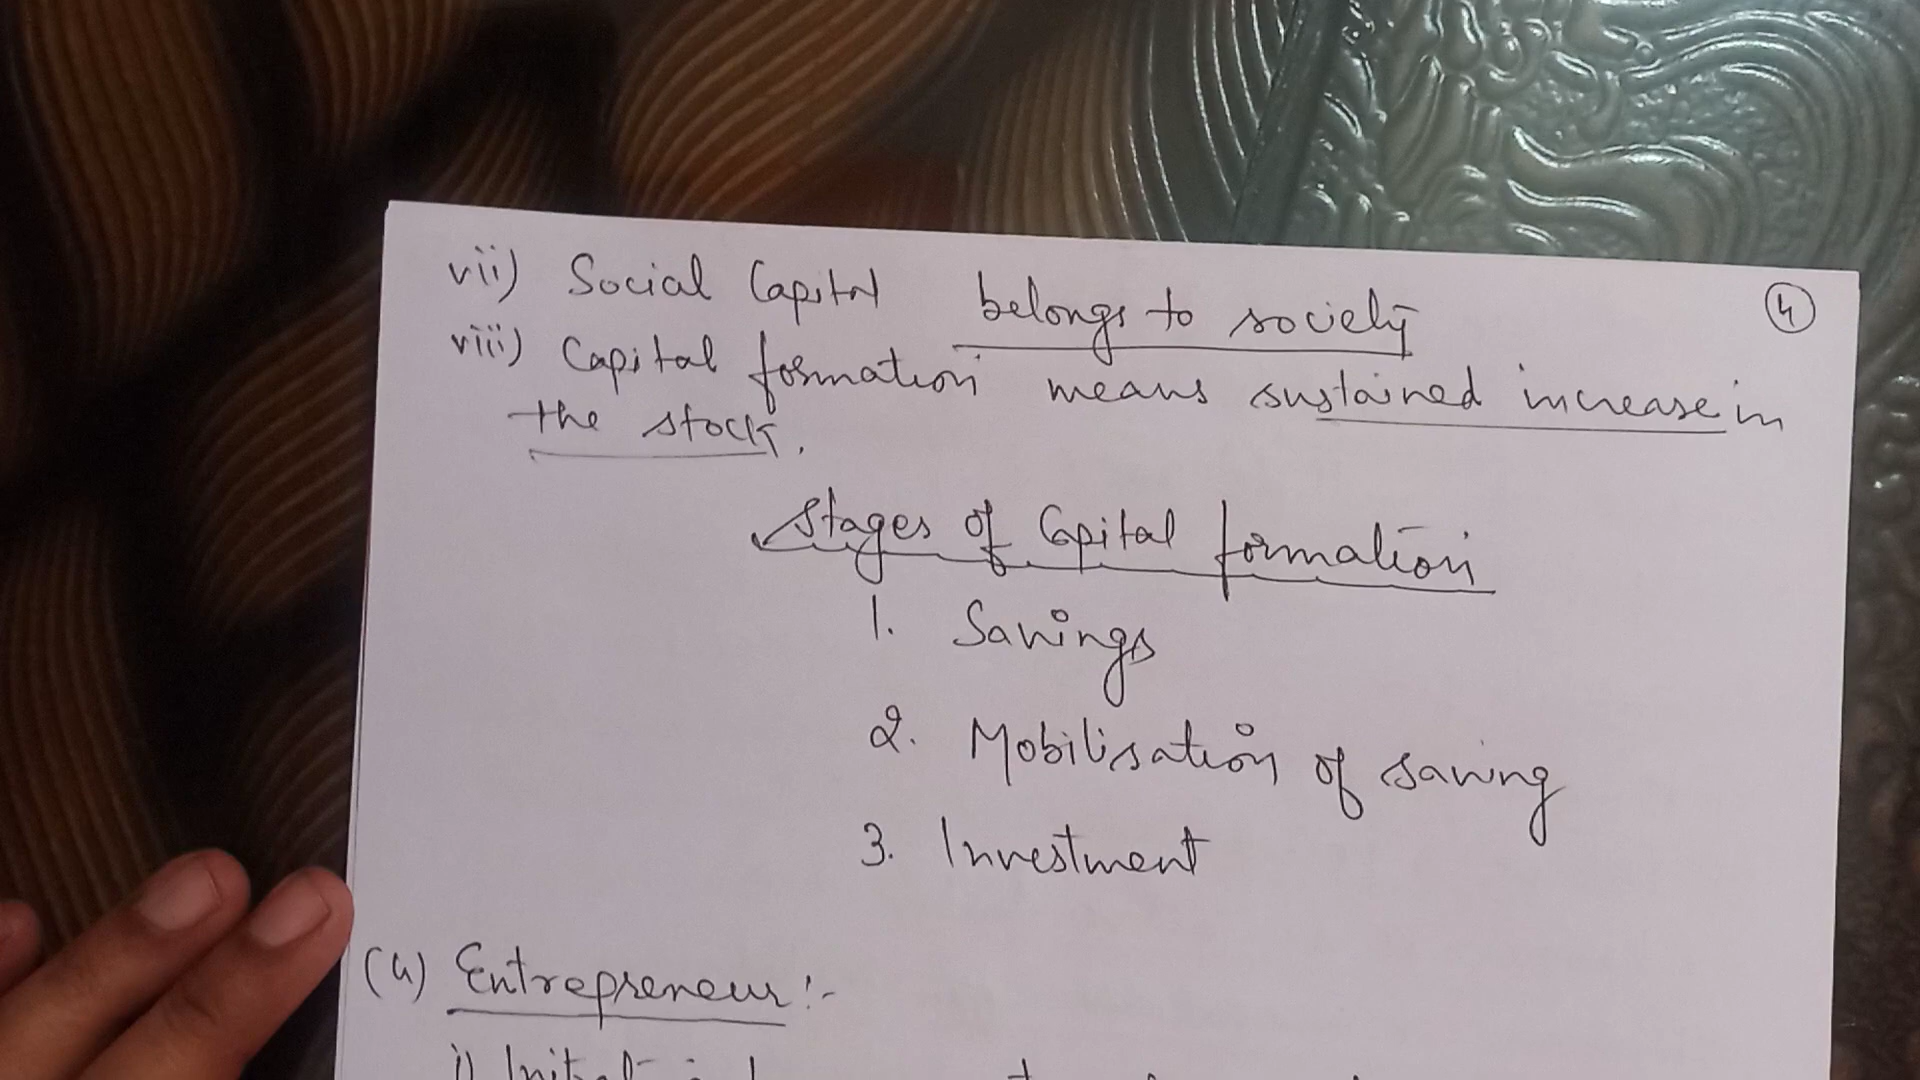 vii) Social Capital belongs to society
4
viii) Capital formation means sustained increase in
the stock.
Stages of Capital formation
1. Savings
2. Mobilisation of saving
3. Investment
(4) Entrepreneur :-
i)